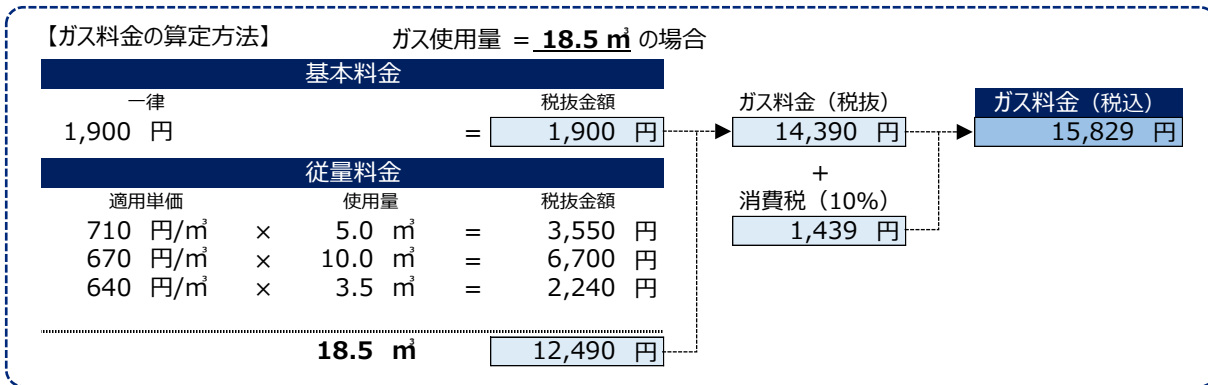 【ガス料金の算定方法】 ガス使用量 = 18.5 ㎥ の場合
基本料金
一律 税抜金額
1,900 円 = 1,900 円
従量料金
適用単価 使用量 税抜金額
710 円/㎥ × 5.0 ㎥ = 3,550 円
670 円/㎥ × 10.0 ㎥ = 6,700 円
640 円/㎥ × 3.5 ㎥ = 2,240 円
18.5 ㎥ 12,490 円
ガス料金（税抜）
14,390 円
+
消費税（10%）
1,439 円
ガス料金（税込）
15,829 円